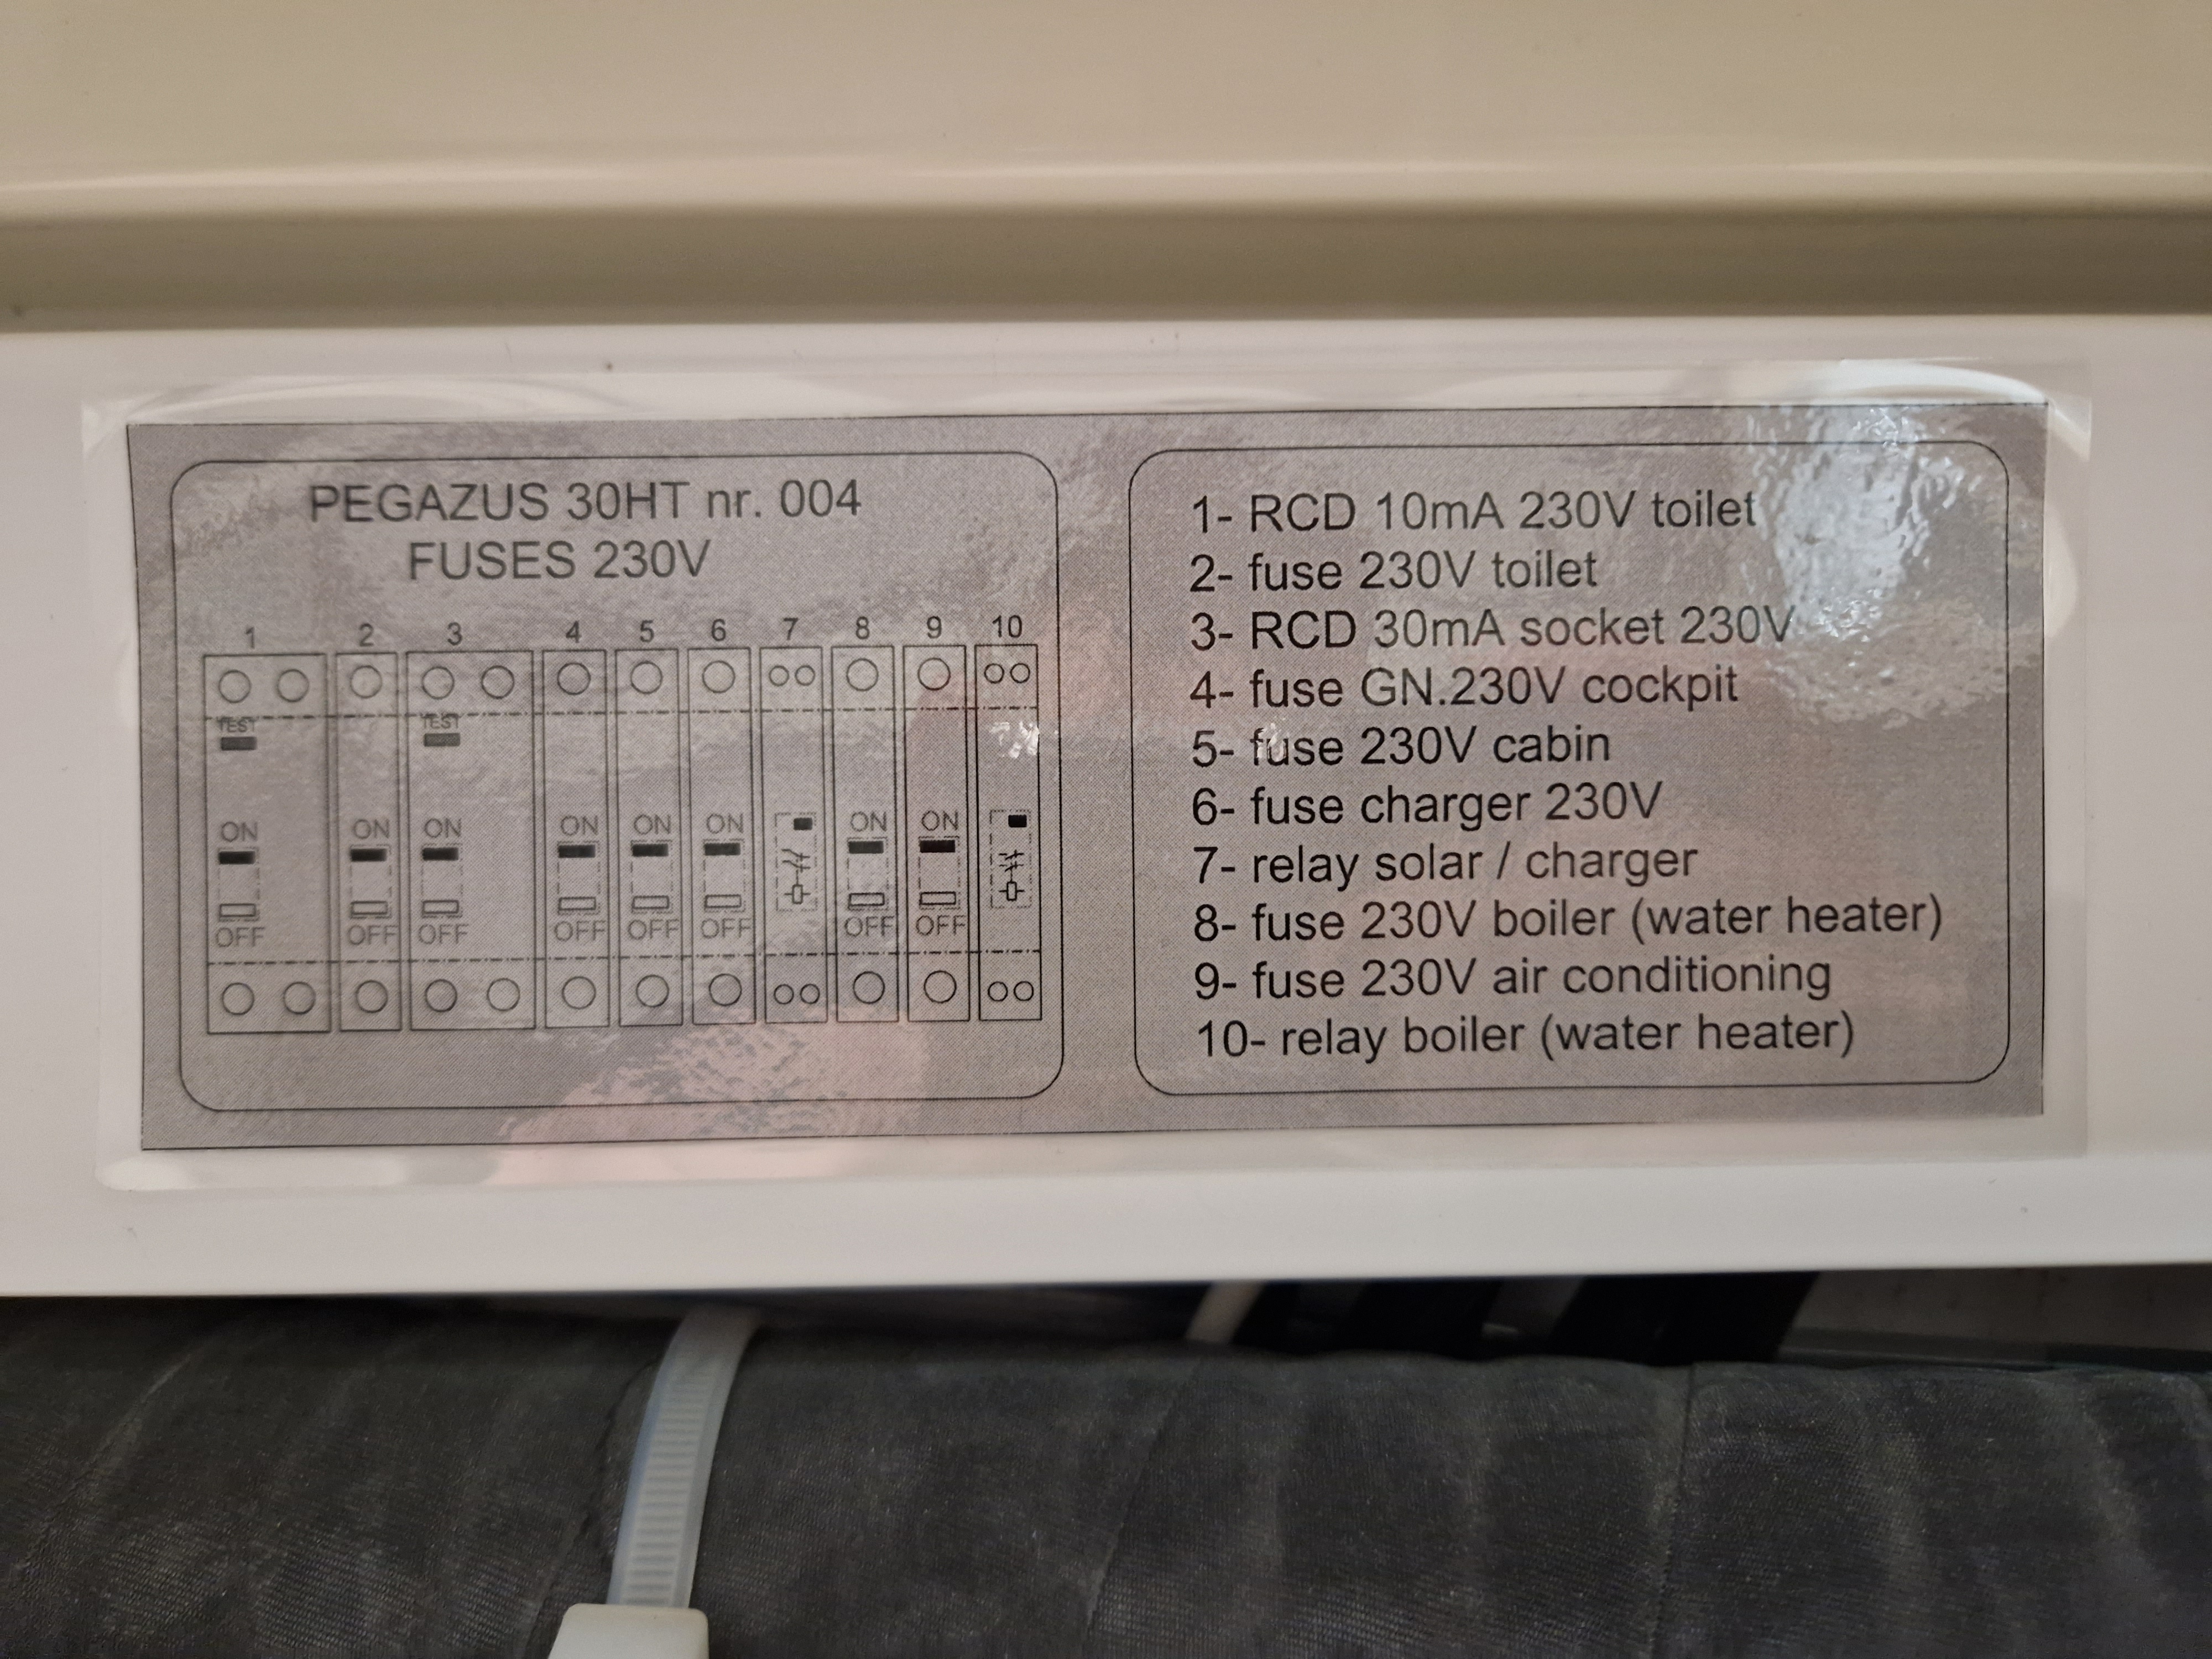 PEGAZUS 30HT nr. 004
FUSES 230V
1 2 3 4 5 6 7 8 9 10
TEST TEST
ON ON ON ON ON ON ON ON
OFF OFF OFF OFF OFF OFF OFF OFF
1- RCD 10mA 230V toilet
2- fuse 230V toilet
3- RCD 30mA socket 230V
4- fuse GN.230V cockpit
5- fuse 230V cabin
6- fuse charger 230V
7- relay solar / charger
8- fuse 230V boiler (water heater)
9- fuse 230V air conditioning
10- relay boiler (water heater)